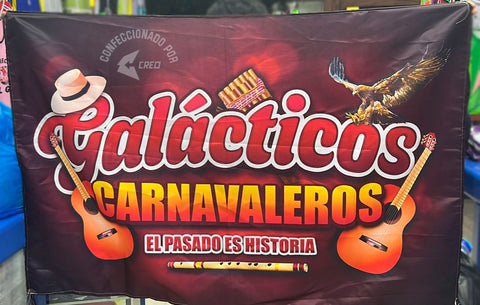 CONFECCIONADO POR
CREO
Galácticos
CARNAVALEROS
EL PASADO ES HISTORIA